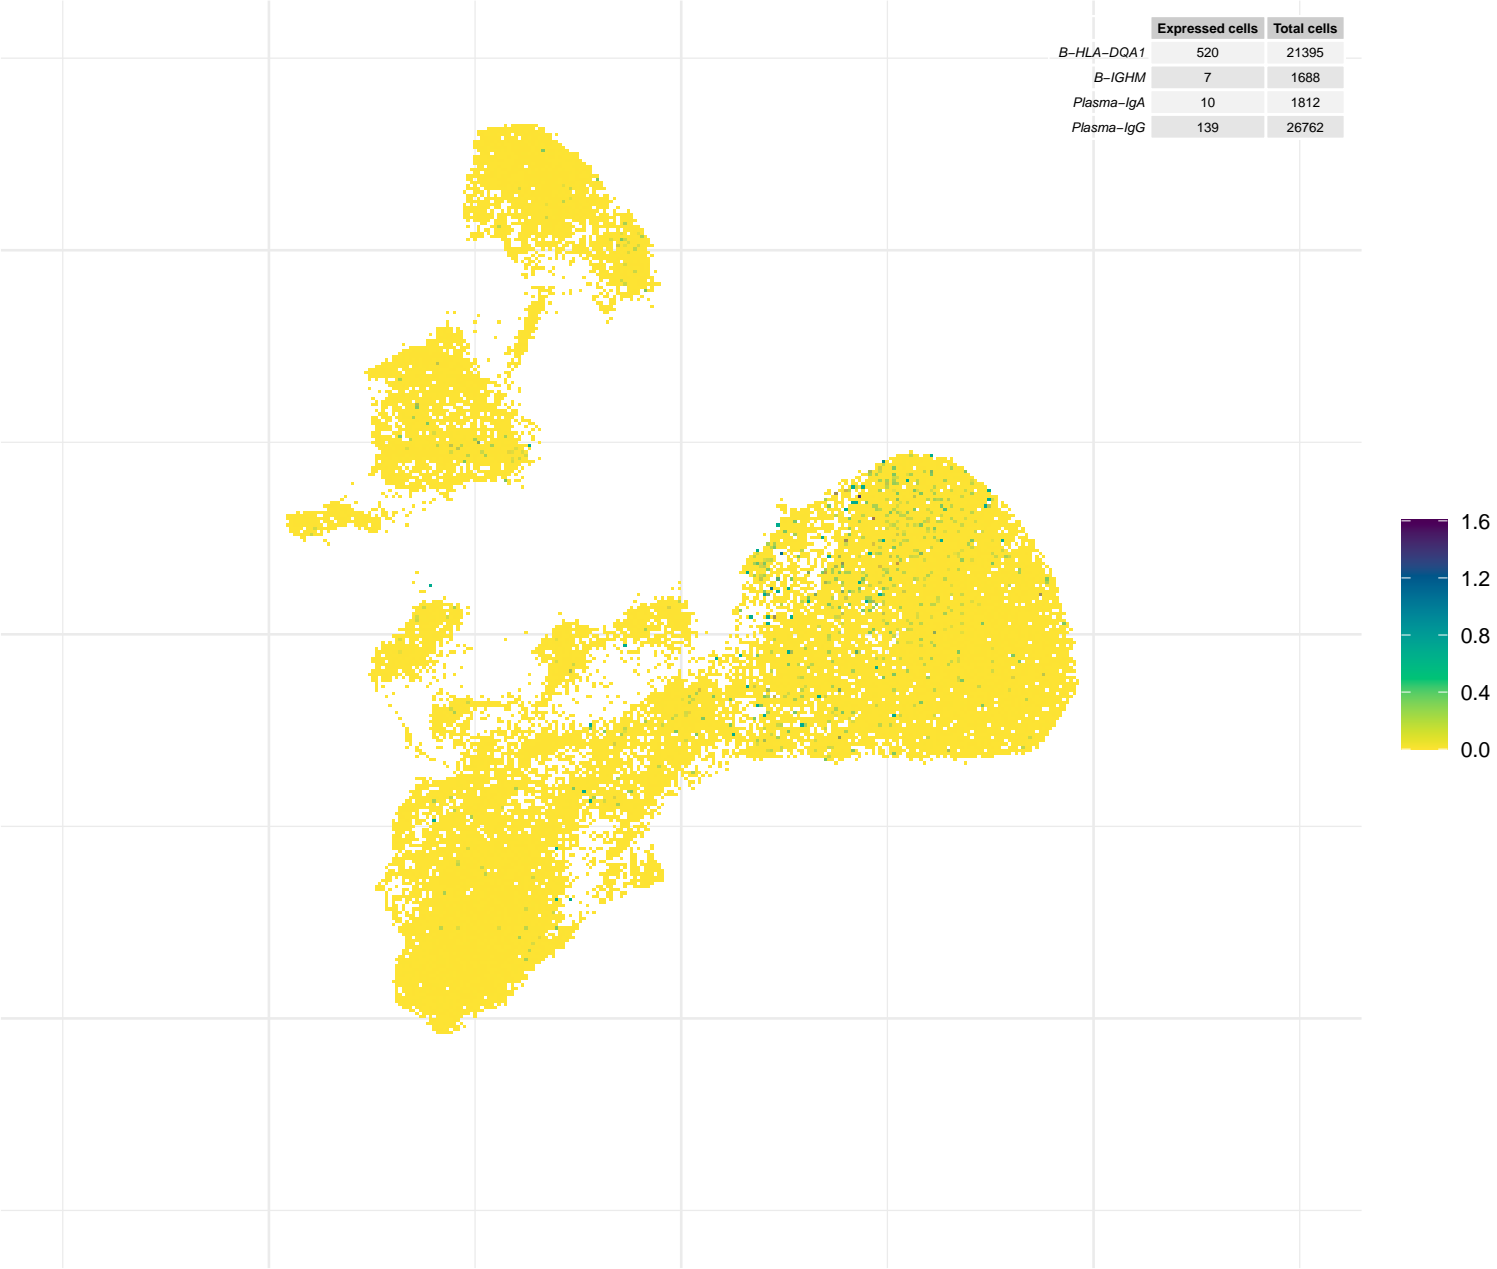 Expressed cells Total cells
B−HLA−DQA1 520 21395
B−IGHM 7 1688
Plasma−IgA 10 1812
Plasma−IgG 139 26762
1.6
1.2
0.8
0.4
0.0